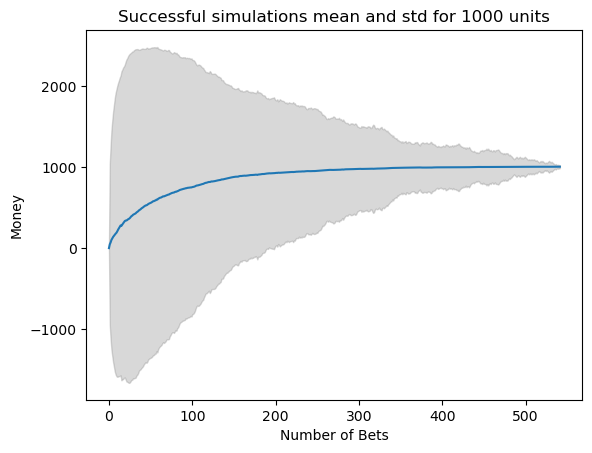 Successful simulations mean and std for 1000 units
Money
2000
1000
0
−1000
0 100 200 300 400 500
Number of Bets